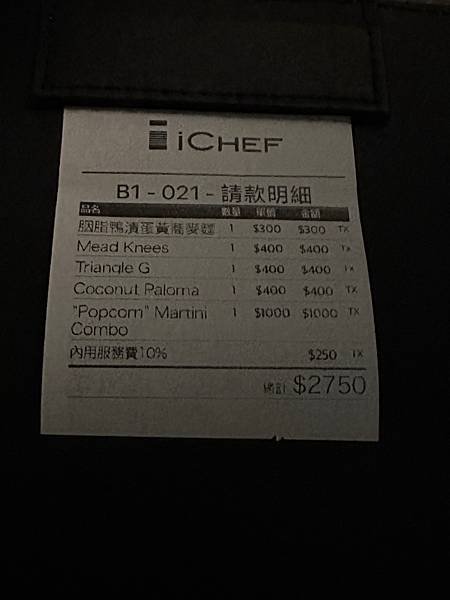 iCHEF
B1 - 021 - 請款明細
品名 數量 單價 金額
胭脂鴨漬蛋黃蕎麥麵 1 $300 $300 TX
Mead Knees 1 $400 $400 TX
Triangle G 1 $400 $400 TX
Coconut Paloma 1 $400 $400 TX
"Popcorn" Martini 1 $1000 $1000 TX
Combo
內用服務費10% $250 TX
總計 $2750